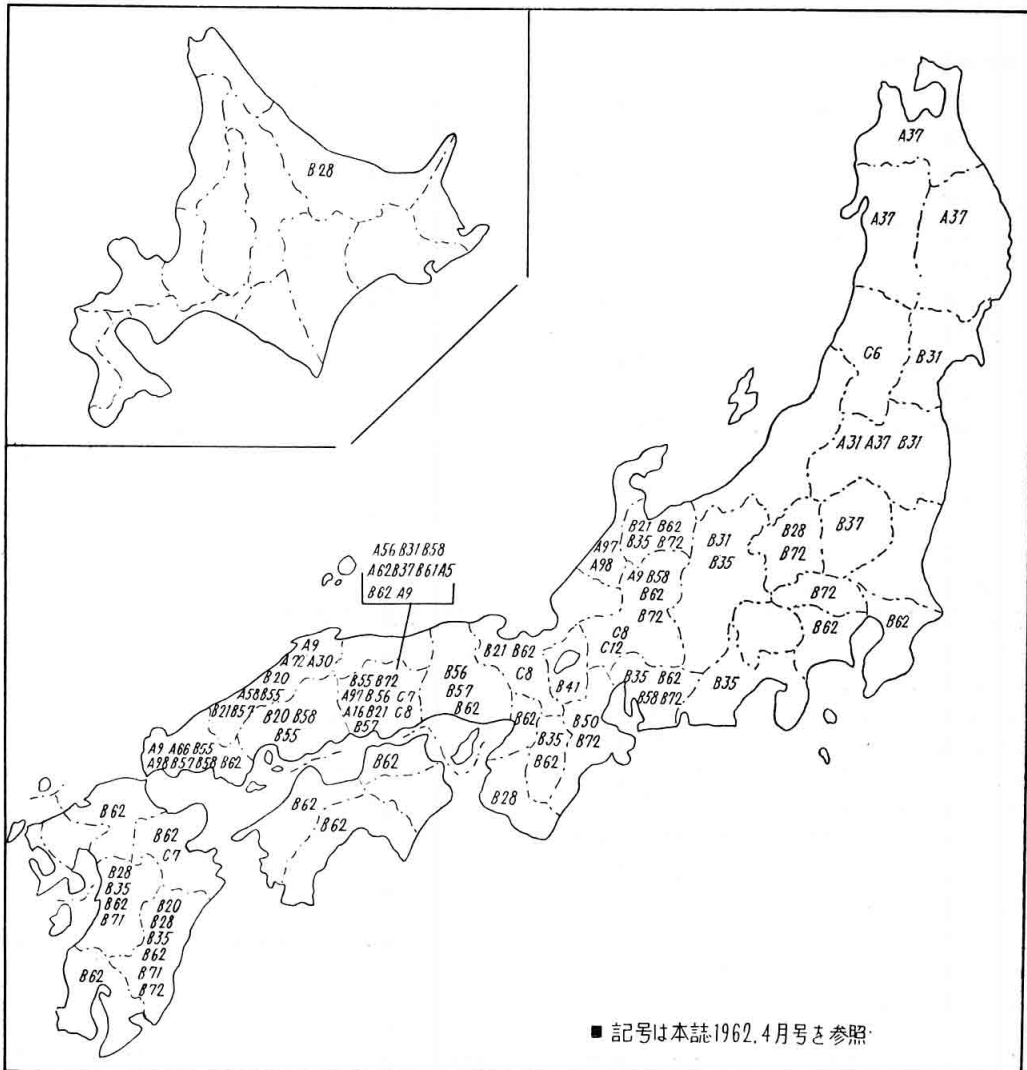 B28
A37
A37
A37
C6
B31
A31 A37 B31
B37
B28
B72
B72
B62
B62
B31
B35
B21 B62
B35 B72
A97
A98
A9 B58
B62
B72
C8
C12
B35 B62
B58 B72
B35
A56 B31 B58
A62 B37 B61 A5
B62 A9
B21 B62
C8
B41
B50
B72
B62
B35
B62
B28
B56
B57
B62
B55 B72
A97 B56 C7
A16 B21 C8
B57
A9
A72 A30
B20
A58 B55
B21 B57
B20 B58
B55
A9 A66 B55
A98 B57 B58 B62
B62
B62
B62
B62
B62
C7
B28
B35
B62
B71
B20
B28
B35
B62
B71
B72
B62
■ 記号は本誌1962.4月号を参照